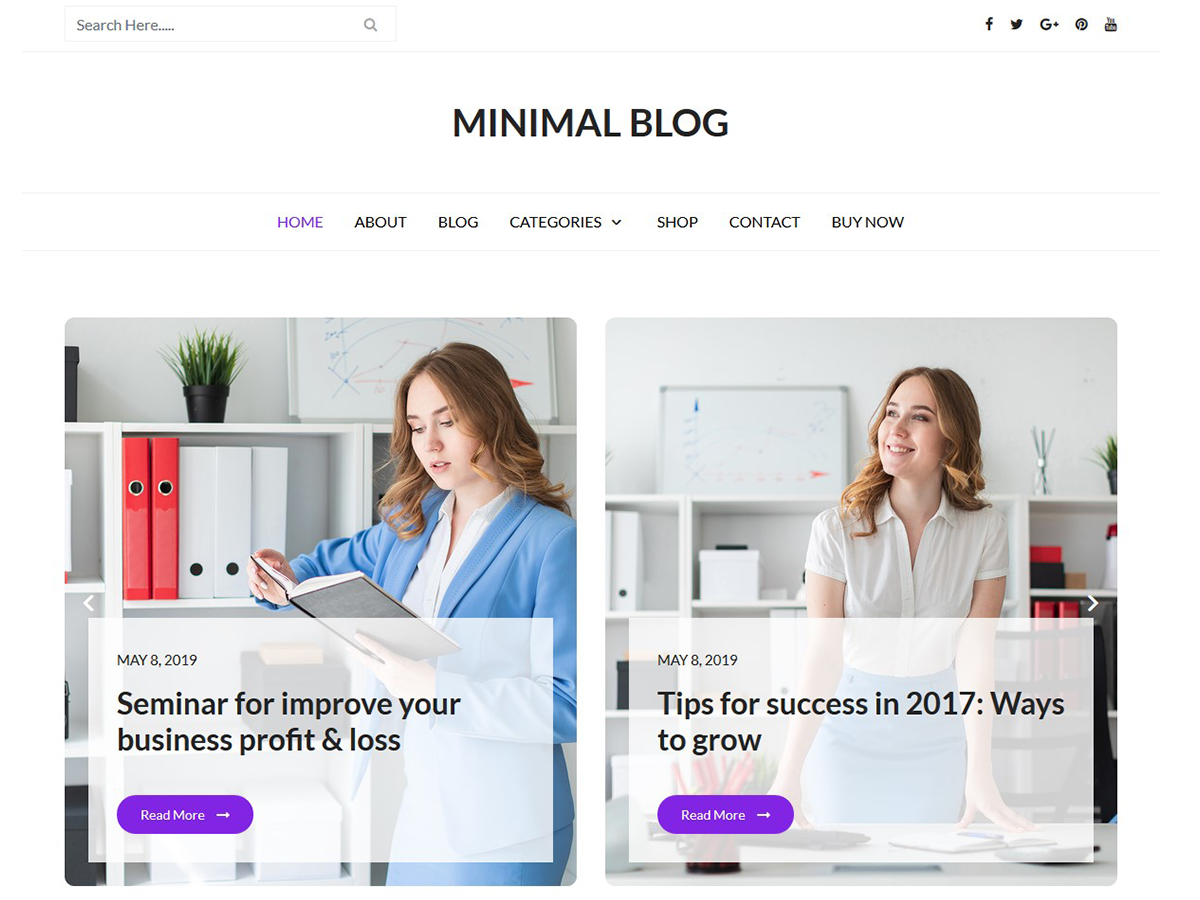 Search Here.....
MINIMAL BLOG
HOME ABOUT BLOG CATEGORIES SHOP CONTACT BUY NOW
MAY 8, 2019
Seminar for improve your
business profit & loss
Read More
MAY 8, 2019
Tips for success in 2017: Ways
to grow
Read More